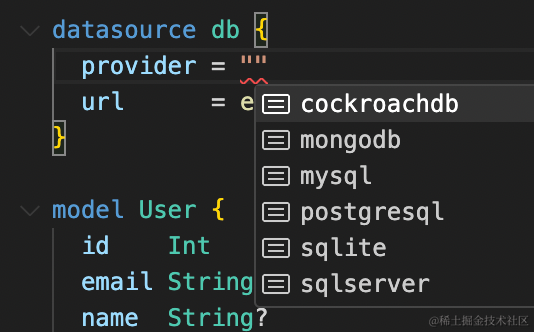 datasource db {
provider = ""
url = e
cockroachdb
}
mongodb
mysql
model User {
postgresql
id Int
sqlite
email String
sqlserver
name String?
@稀土掘金技术社区